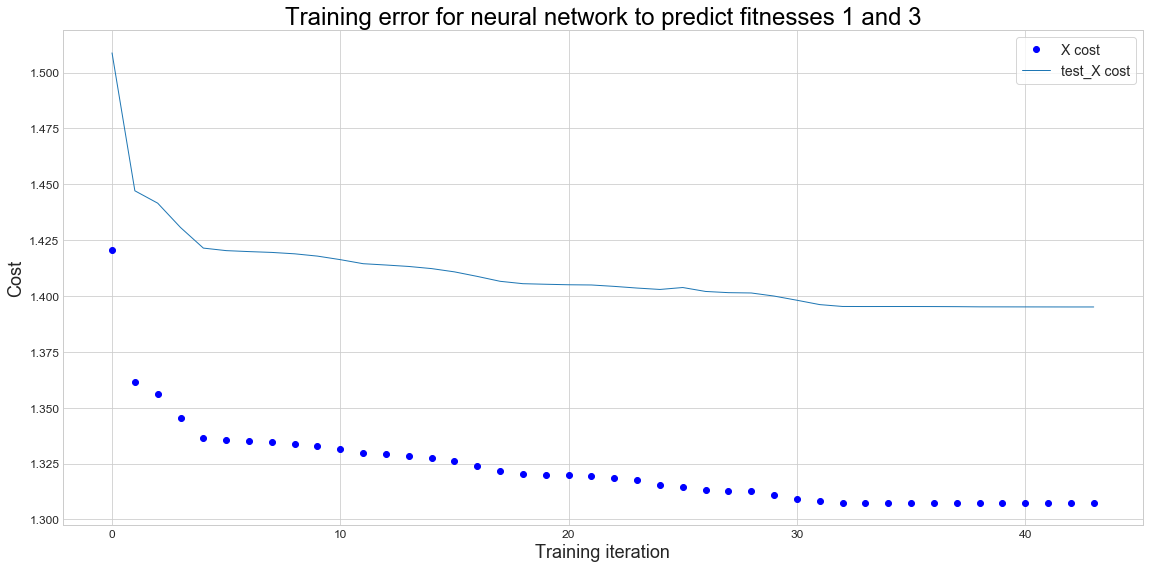 Training error for neural network to predict fitnesses 1 and 3
X cost
test_X cost
1.500
1.475
1.450
1.425
1.400
1.375
1.350
1.325
1.300
Cost
0
10
20
30
40
Training iteration